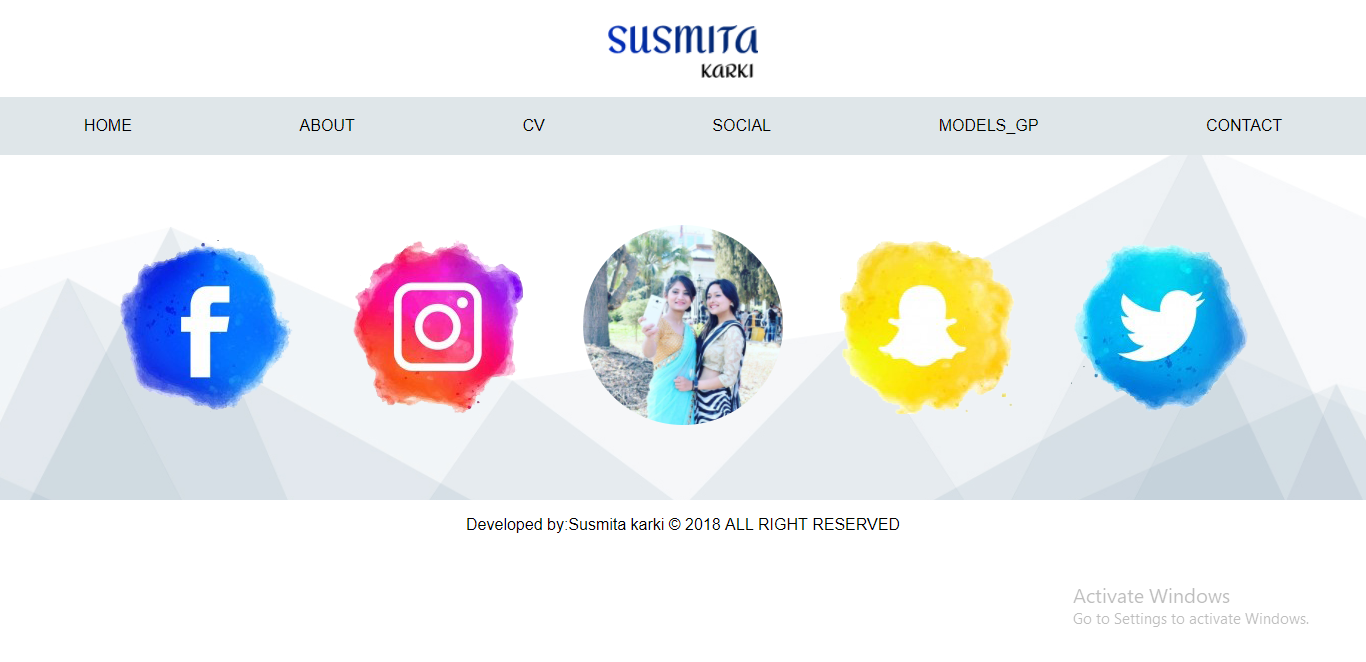 SUSMITA
KARKI
HOME ABOUT CV SOCIAL MODELS_GP CONTACT
Developed by:Susmita karki © 2018 ALL RIGHT RESERVED
Activate Windows
Go to Settings to activate Windows.